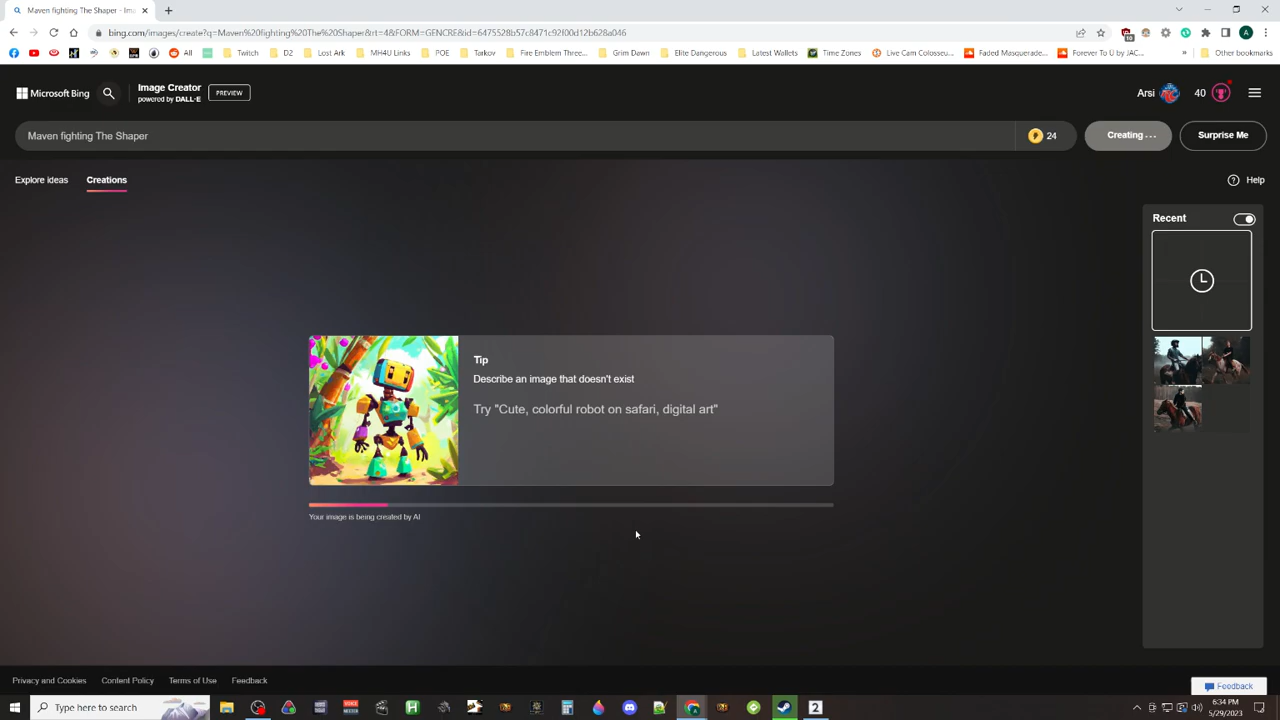 Maven fighting The Shaper - Ima
bing.com/images/create?q=Maven%20fighting%20The%20Shaper&rt=4&FORM=GENCRE&id=6475528b57c8471c92f00d12b628a046
All
Twitch
D2
Lost Ark
MH4U Links
POE
Tarkov
Fire Emblem Three...
Grim Dawn
Elite Dangerous
Latest Wallets
Time Zones
Live Cam Colosseu...
Faded Masquerade...
Forever To U by JAC...
»
Other bookmarks
Microsoft Bing
Image Creator
powered by DALL·E
PREVIEW
Arsi
40
Maven fighting The Shaper
24
Creating . . .
Surprise Me
Explore ideas
Creations
Help
Recent
Tip
Describe an image that doesn't exist
Try "Cute, colorful robot on safari, digital art"
Your image is being created by AI
Privacy and Cookies
Content Policy
Terms of Use
Feedback
Feedback
Type here to search
6:34 PM
5/29/2023